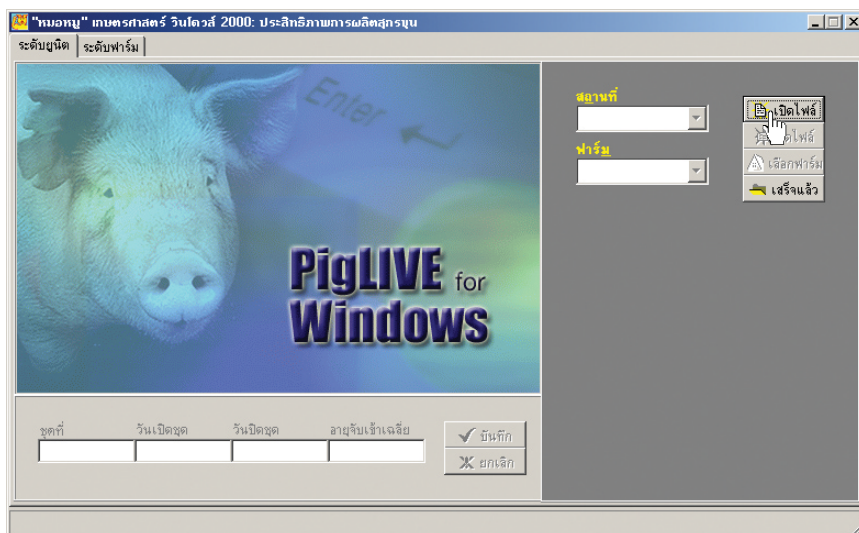 "หมอหมู" เกษตรศาสตร์ วินโดวส์ 2000: ประสิทธิภาพการผลิตสุกรขุน
ระดับยูนิต
ระดับฟาร์ม
Enter
PigLIVE for
Windows
สถานที่
ฟาร์ม
เปิดไฟล์
ปิดไฟล์
เลือกฟาร์ม
เสร็จแล้ว
ชุดที่
วันเปิดชุด
วันปิดชุด
อายุจับเข้าเฉลี่ย
บันทึก
ยกเลิก